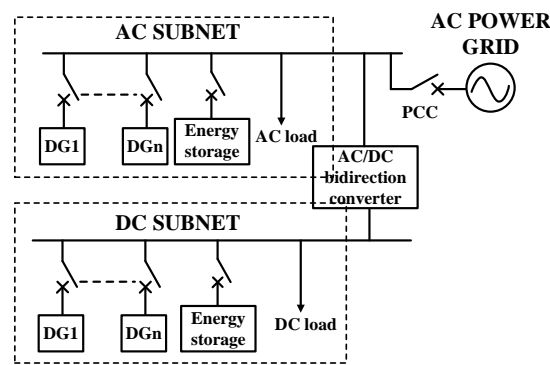 AC SUBNET
AC POWER
GRID
PCC
DG1
DGn
Energy
storage
AC load
AC/DC
bidirection
converter
DC SUBNET
DG1
DGn
Energy
storage
DC load